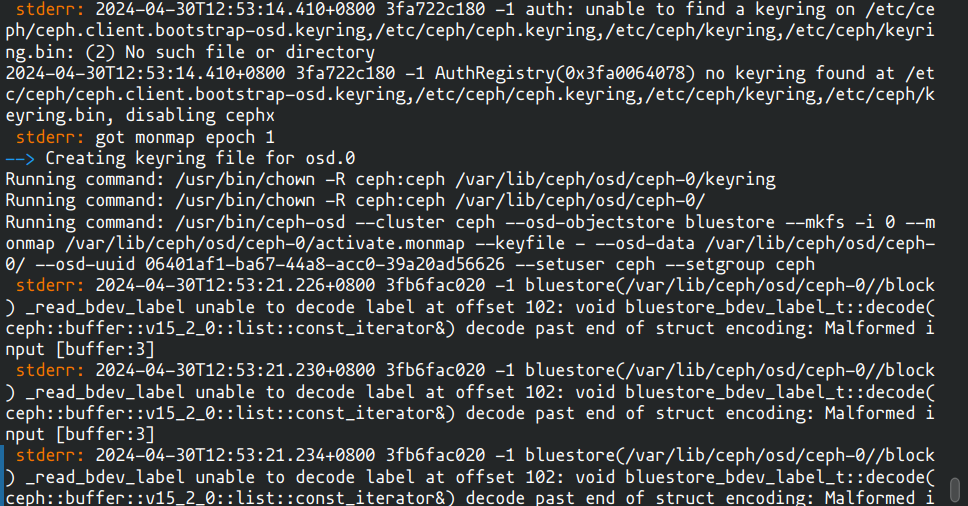 stderr: 2024-04-30T12:53:14.410+0800 3fa722c180 -1 auth: unable to find a keyring on /etc/ce
ph/ceph.client.bootstrap-osd.keyring,/etc/ceph/ceph.keyring,/etc/ceph/keyring,/etc/ceph/keyri
ng.bin: (2) No such file or directory
2024-04-30T12:53:14.410+0800 3fa722c180 -1 AuthRegistry(0x3fa0064078) no keyring found at /et
c/ceph/ceph.client.bootstrap-osd.keyring,/etc/ceph/ceph.keyring,/etc/ceph/keyring,/etc/ceph/k
eyring.bin, disabling cephx
stderr: got monmap epoch 1
--> Creating keyring file for osd.0
Running command: /usr/bin/chown -R ceph:ceph /var/lib/ceph/osd/ceph-0/keyring
Running command: /usr/bin/chown -R ceph:ceph /var/lib/ceph/osd/ceph-0/
Running command: /usr/bin/ceph-osd --cluster ceph --osd-objectstore bluestore --mkfs -i 0 --m
onmap /var/lib/ceph/osd/ceph-0/activate.monmap --keyfile - --osd-data /var/lib/ceph/osd/ceph-
0/ --osd-uuid 06401af1-ba67-44a8-acc0-39a20ad56626 --setuser ceph --setgroup ceph
stderr: 2024-04-30T12:53:21.226+0800 3fb6fac020 -1 bluestore(/var/lib/ceph/osd/ceph-0//block
) _read_bdev_label unable to decode label at offset 102: void bluestore_bdev_label_t::decode(
ceph::buffer::v15_2_0::list::const_iterator&) decode past end of struct encoding: Malformed i
nput [buffer:3]
stderr: 2024-04-30T12:53:21.230+0800 3fb6fac020 -1 bluestore(/var/lib/ceph/osd/ceph-0//block
) _read_bdev_label unable to decode label at offset 102: void bluestore_bdev_label_t::decode(
ceph::buffer::v15_2_0::list::const_iterator&) decode past end of struct encoding: Malformed i
nput [buffer:3]
stderr: 2024-04-30T12:53:21.234+0800 3fb6fac020 -1 bluestore(/var/lib/ceph/osd/ceph-0//block
) _read_bdev_label unable to decode label at offset 102: void bluestore_bdev_label_t::decode(
ceph::buffer::v15_2_0::list::const_iterator&) decode past end of struct encoding: Malformed i